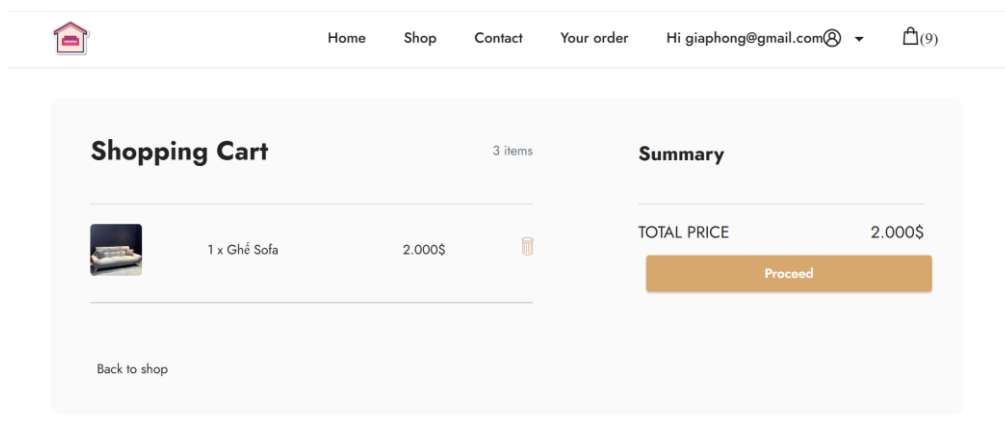 Home Shop Contact Your order Hi giaphong@gmail.com (9)
Shopping Cart 3 items
Summary
1 x Ghế Sofa 2.000$
TOTAL PRICE 2.000$
Proceed
Back to shop